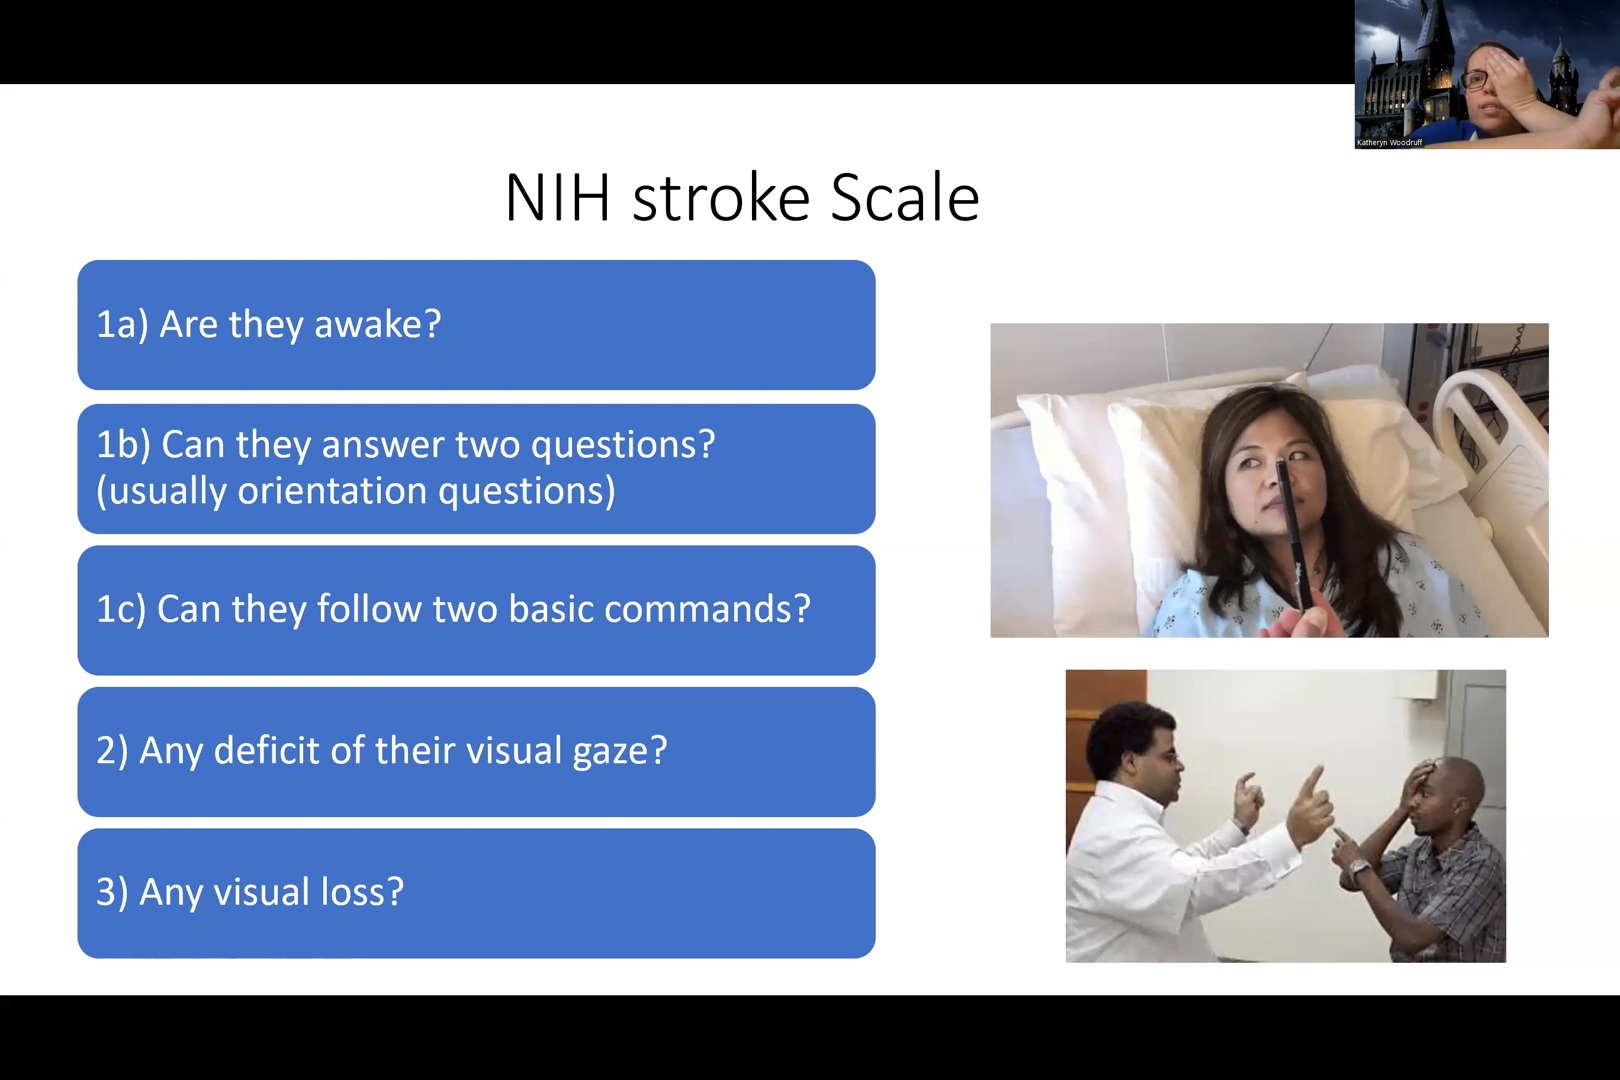 Katheryn Woodruff
NIH stroke Scale
1a) Are they awake?
1b) Can they answer two questions?
(usually orientation questions)
1c) Can they follow two basic commands?
2) Any deficit of their visual gaze?
3) Any visual loss?